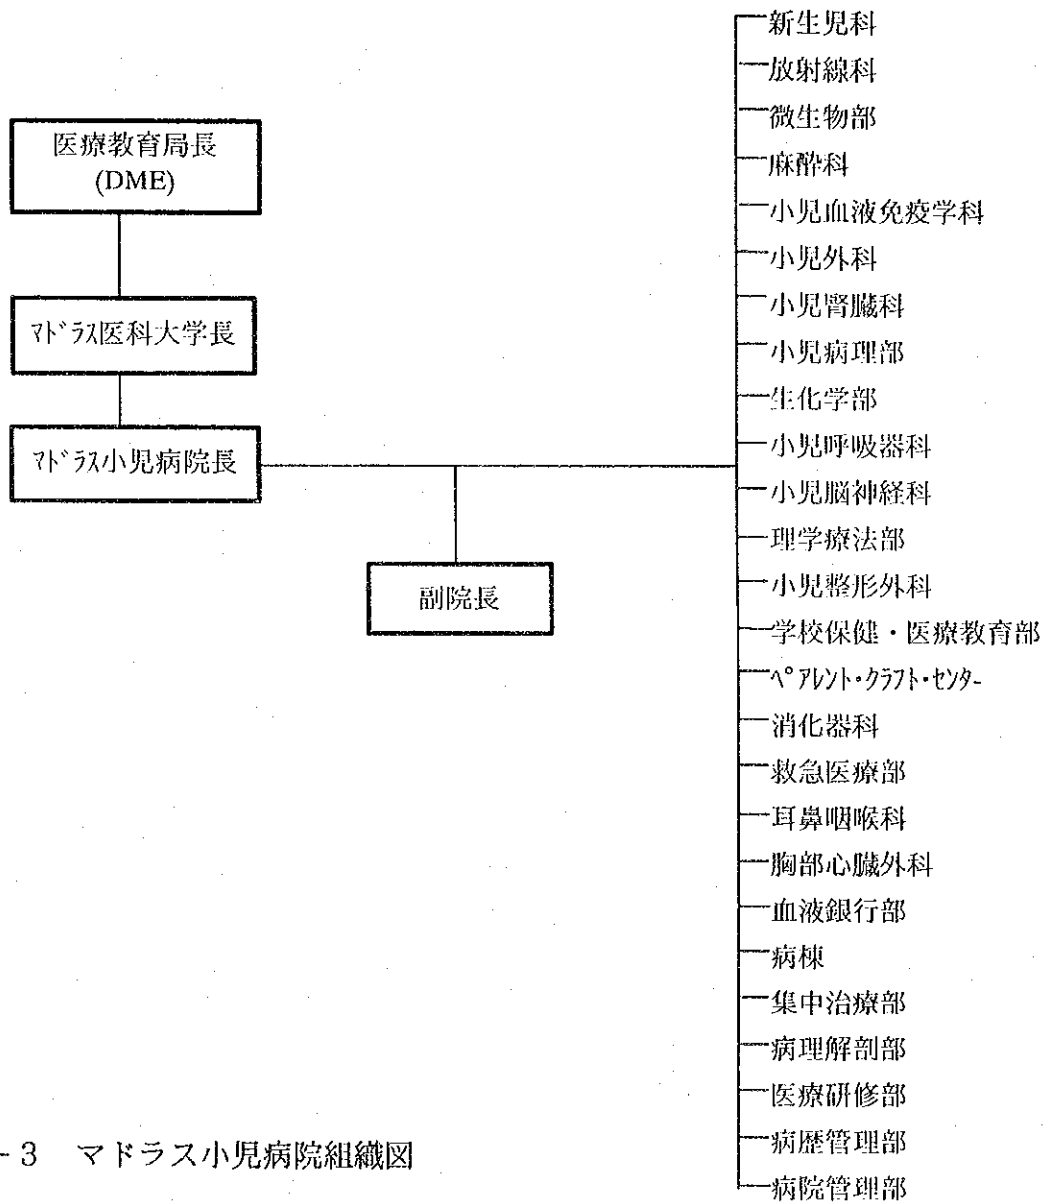 医療教育局長
(DME)
マドラス医科大学長
マドラス小児病院長
副院長
新生児科
放射線科
微生物部
麻酔科
小児血液免疫学科
小児外科
小児腎臓科
小児病理部
生化学部
小児呼吸器科
小児脳神経科
理学療法部
小児整形外科
学校保健・医療教育部
ペアレント・クラフト・センター
消化器科
救急医療部
耳鼻咽喉科
胸部心臓外科
血液銀行部
病棟
集中治療部
病理解剖部
医療研修部
病歴管理部
病院管理部
-3 マドラス小児病院組織図